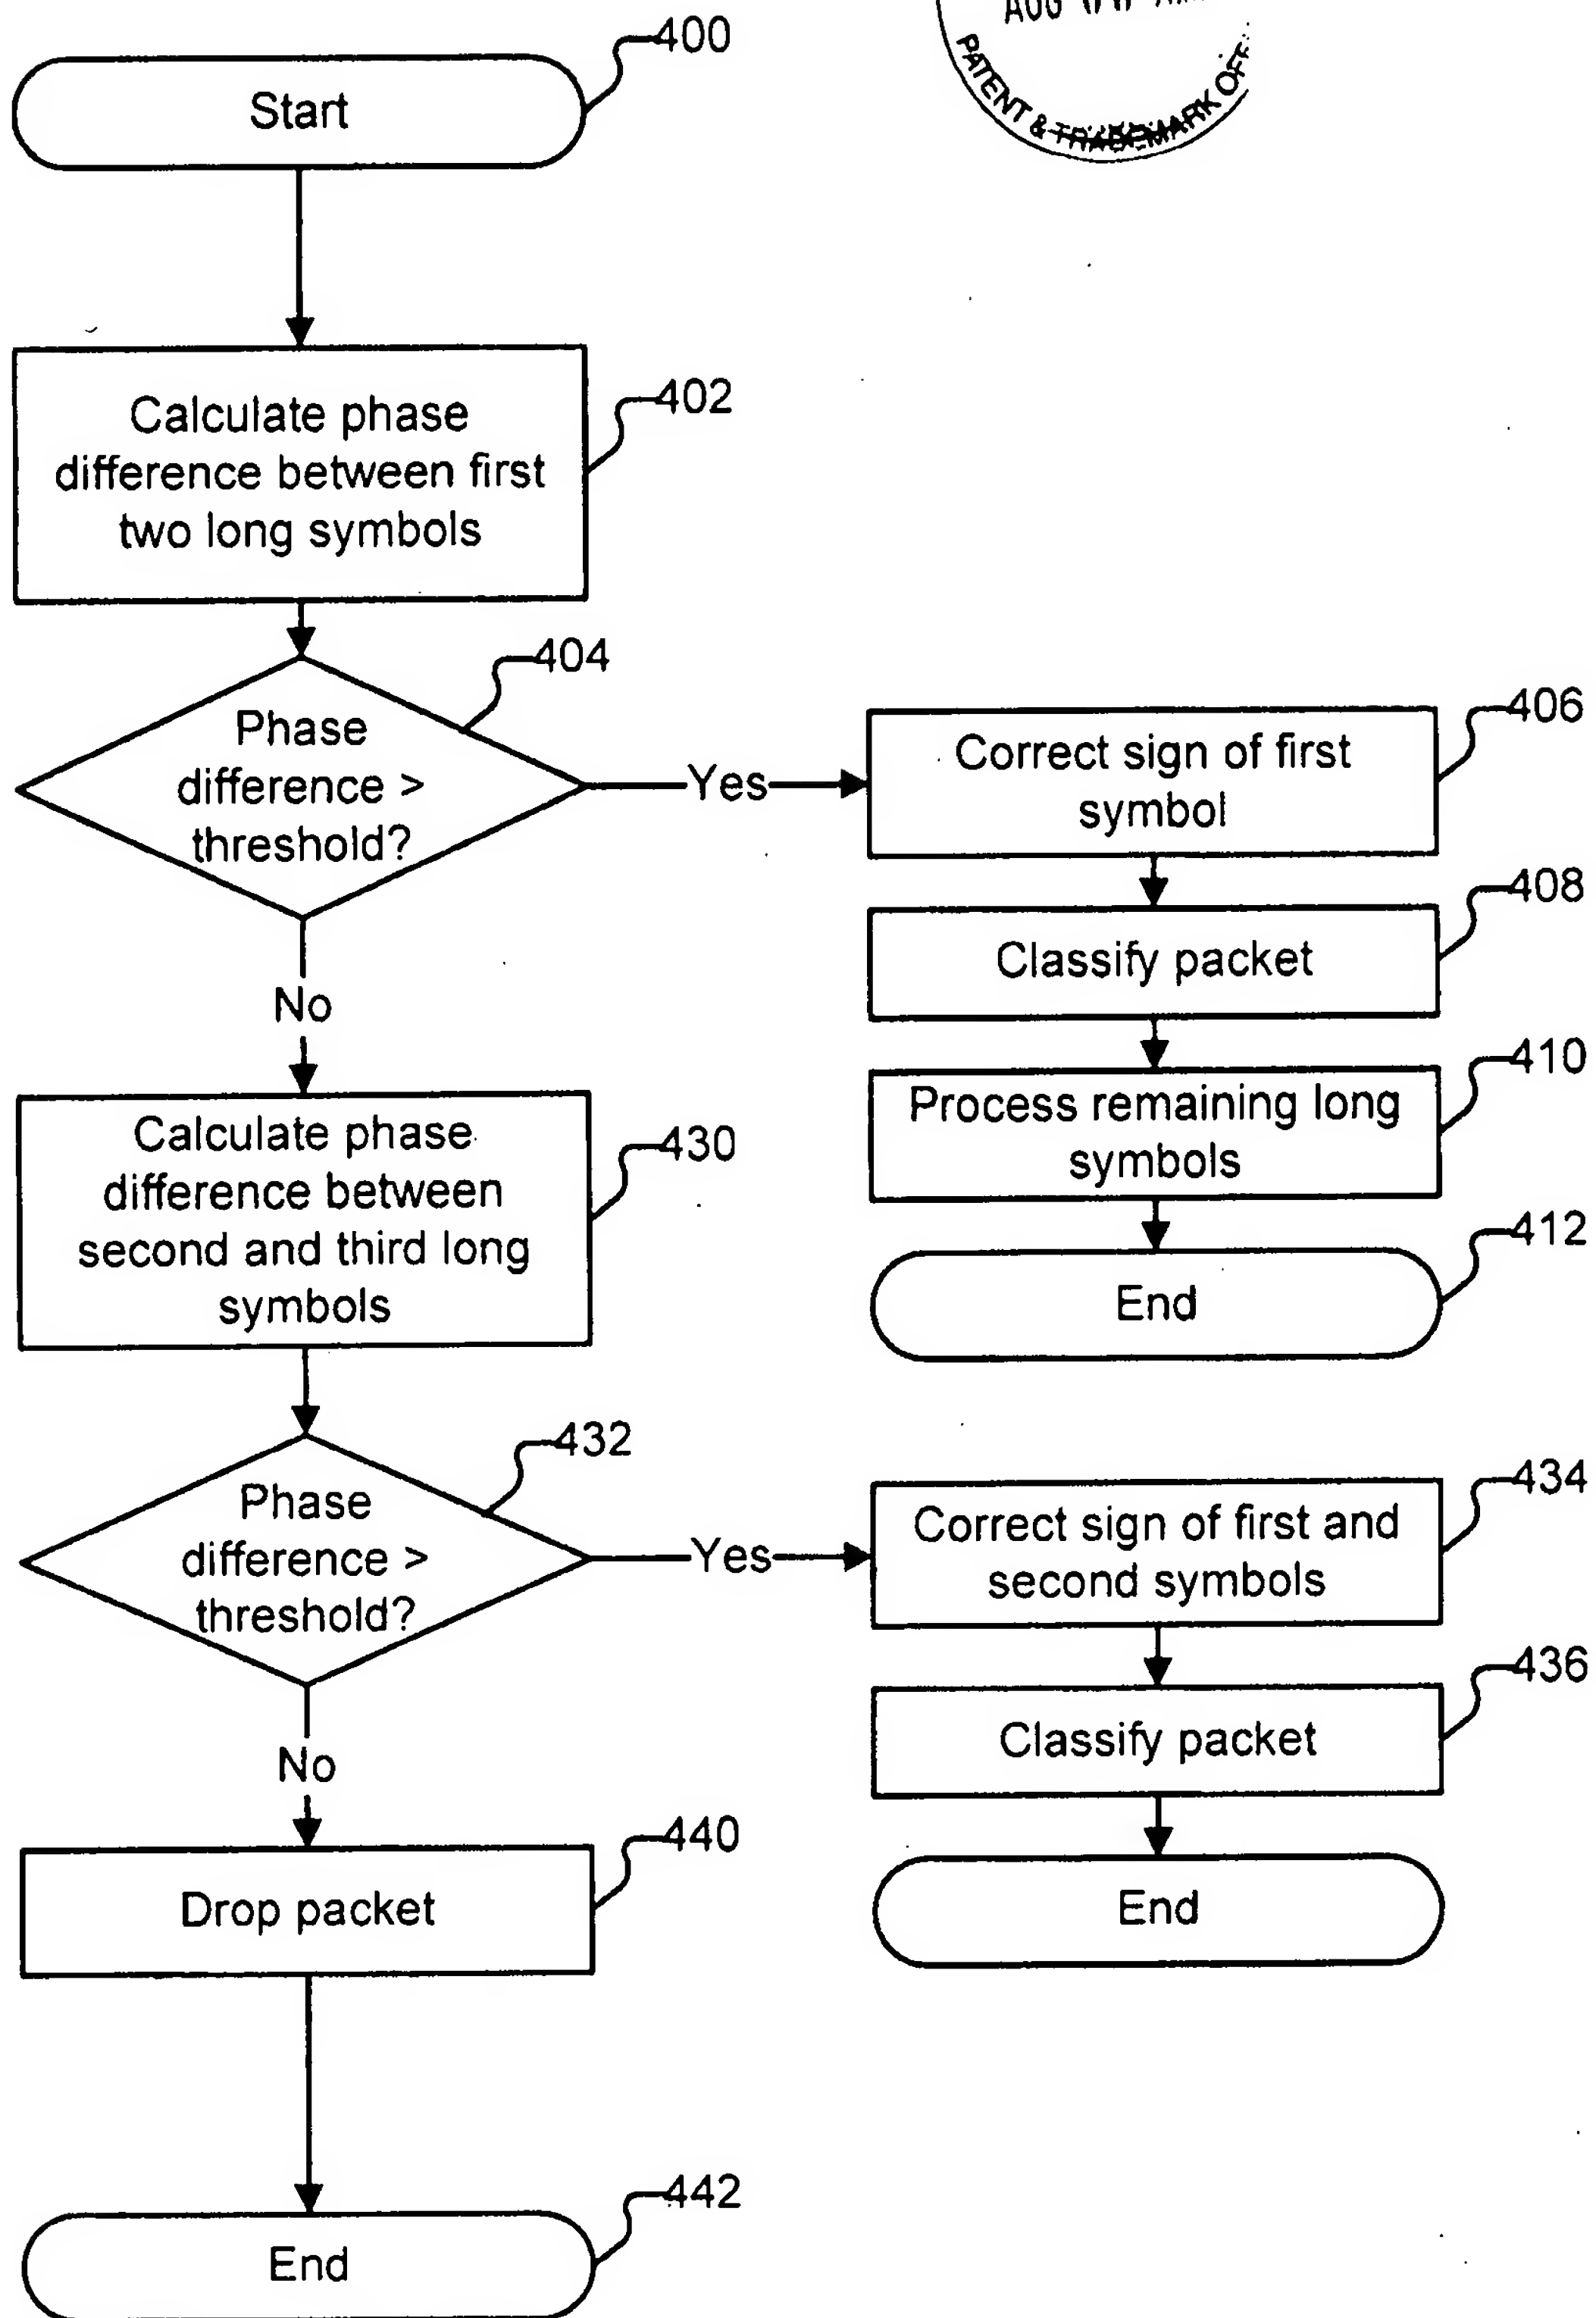 400
Start
PATENT & TRADEMARK
402
Calculate phase
difference between first
two long symbols
404
Phase
difference >
threshold?
Yes
406
Correct sign of first
symbol
408
Classify packet
410
Process remaining long
symbols
412
End
No
430
Calculate phase
difference between
second and third long
symbols
432
Phase
difference >
threshold?
Yes
434
Correct sign of first and
second symbols
436
Classify packet
End
No
440
Drop packet
442
End